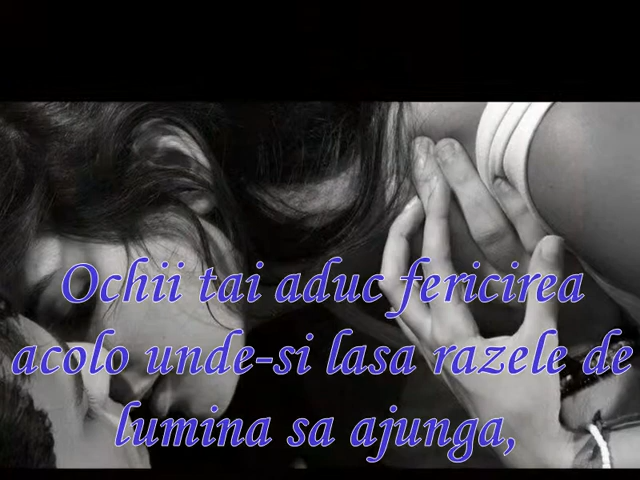 Ochii tai aduc fericirea
acolo unde-si lasa razele de
lumina sa ajunga,